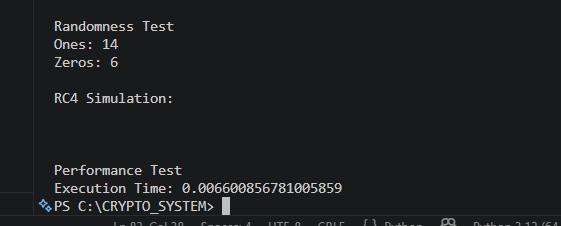 Randomness Test
Ones: 14
Zeros: 6
RC4 Simulation:
Performance Test
Execution Time: 0.006600856781005859
PS C:\CRYPTO_SYSTEM>